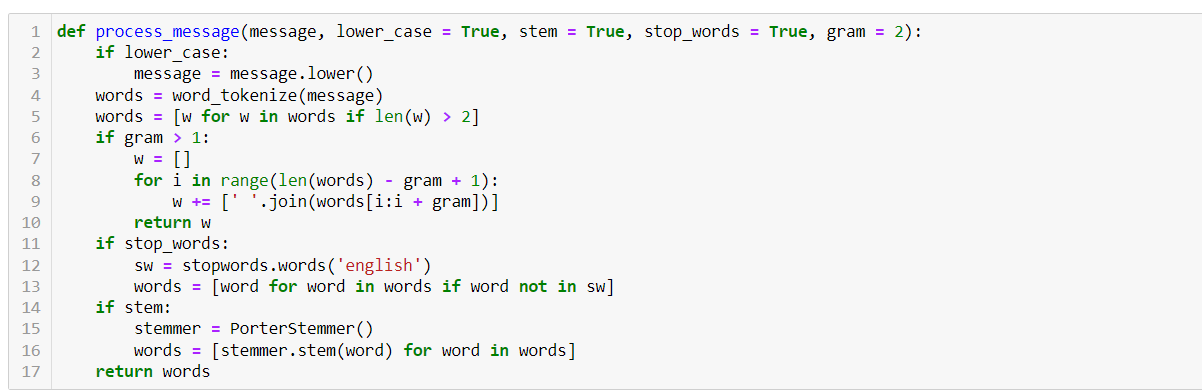 1 def process_message(message, lower_case = True, stem = True, stop_words = True, gram = 2):
2     if lower_case:
3         message = message.lower()
4     words = word_tokenize(message)
5     words = [w for w in words if len(w) > 2]
6     if gram > 1:
7         w = []
8         for i in range(len(words) - gram + 1):
9             w += [' '.join(words[i:i + gram])]
10         return w
11     if stop_words:
12         sw = stopwords.words('english')
13         words = [word for word in words if word not in sw]
14     if stem:
15         stemmer = PorterStemmer()
16         words = [stemmer.stem(word) for word in words]
17     return words